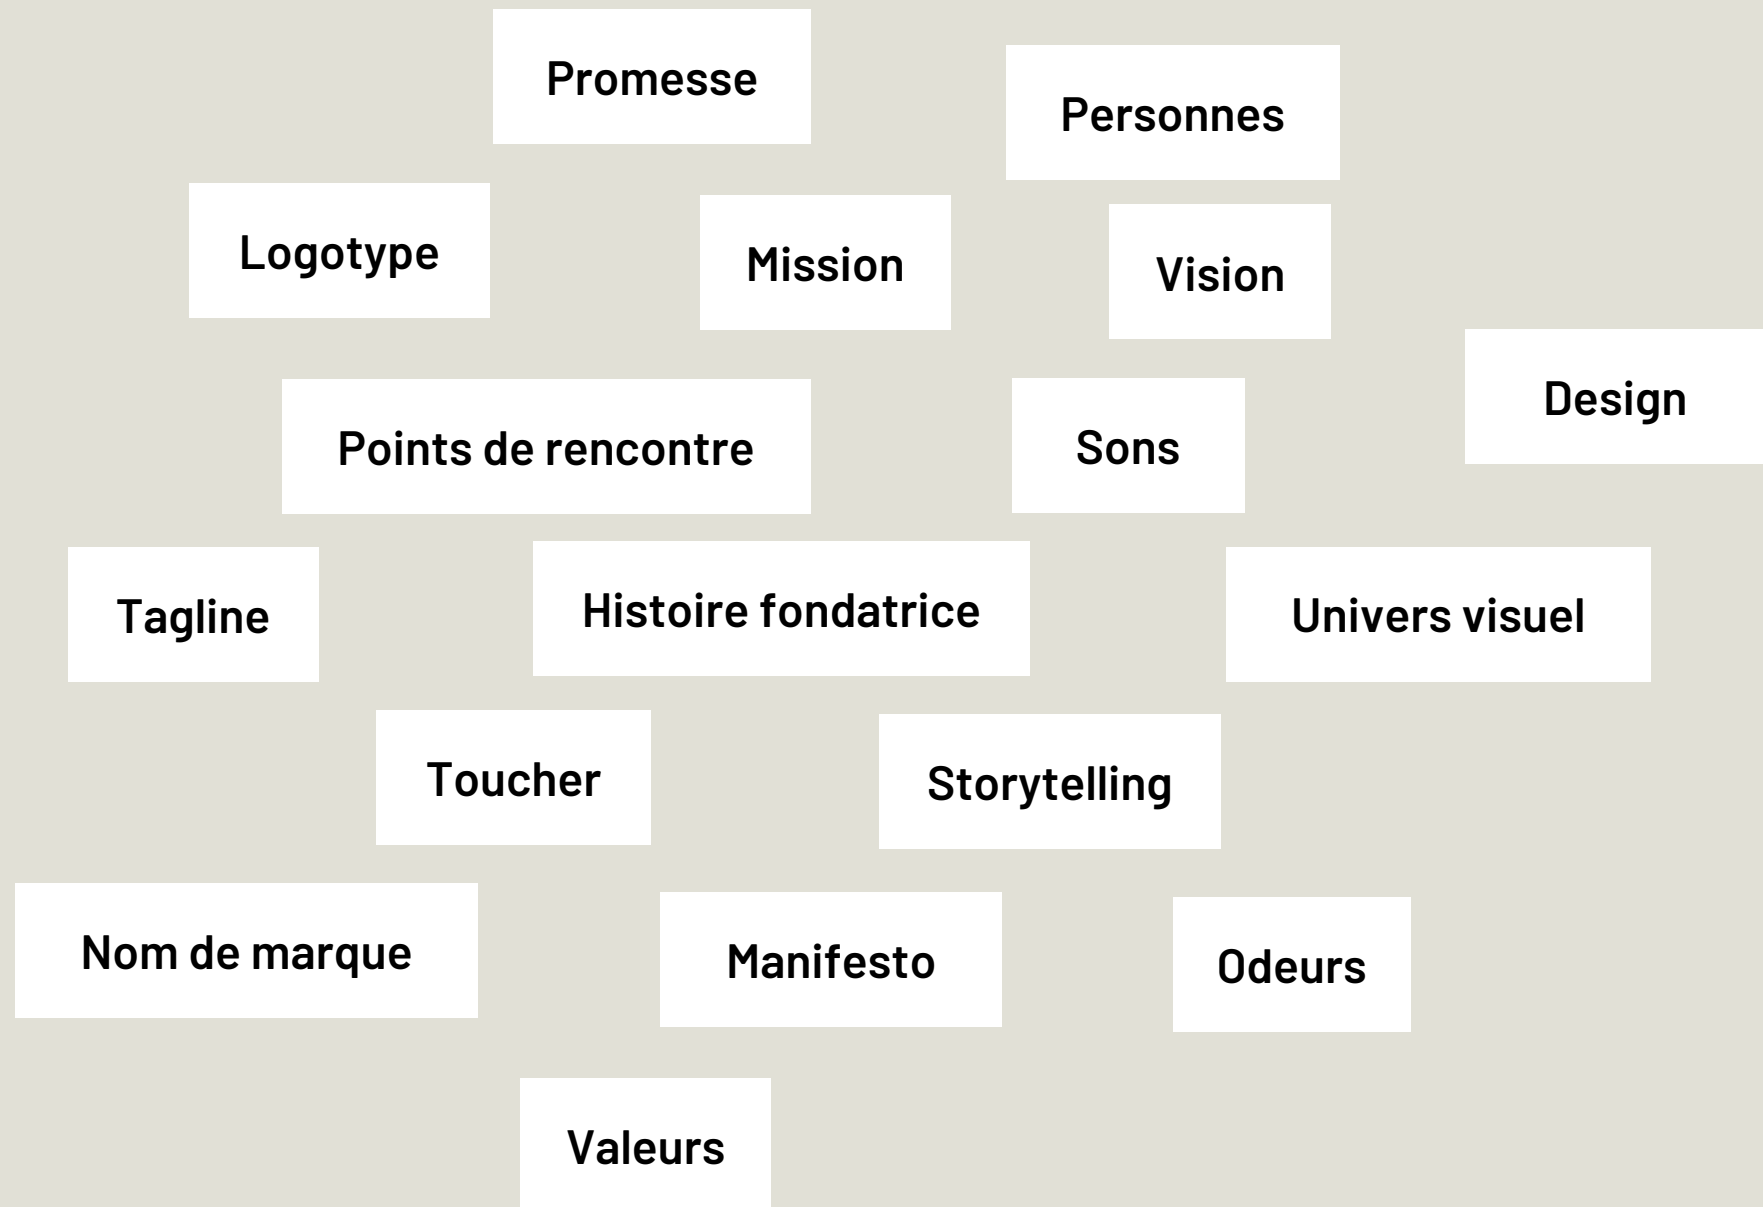 Promesse
Personnes
Logotype
Mission
Vision
Design
Points de rencontre
Sons
Tagline
Histoire fondatrice
Univers visuel
Toucher
Storytelling
Nom de marque
Manifesto
Odeurs
Valeurs